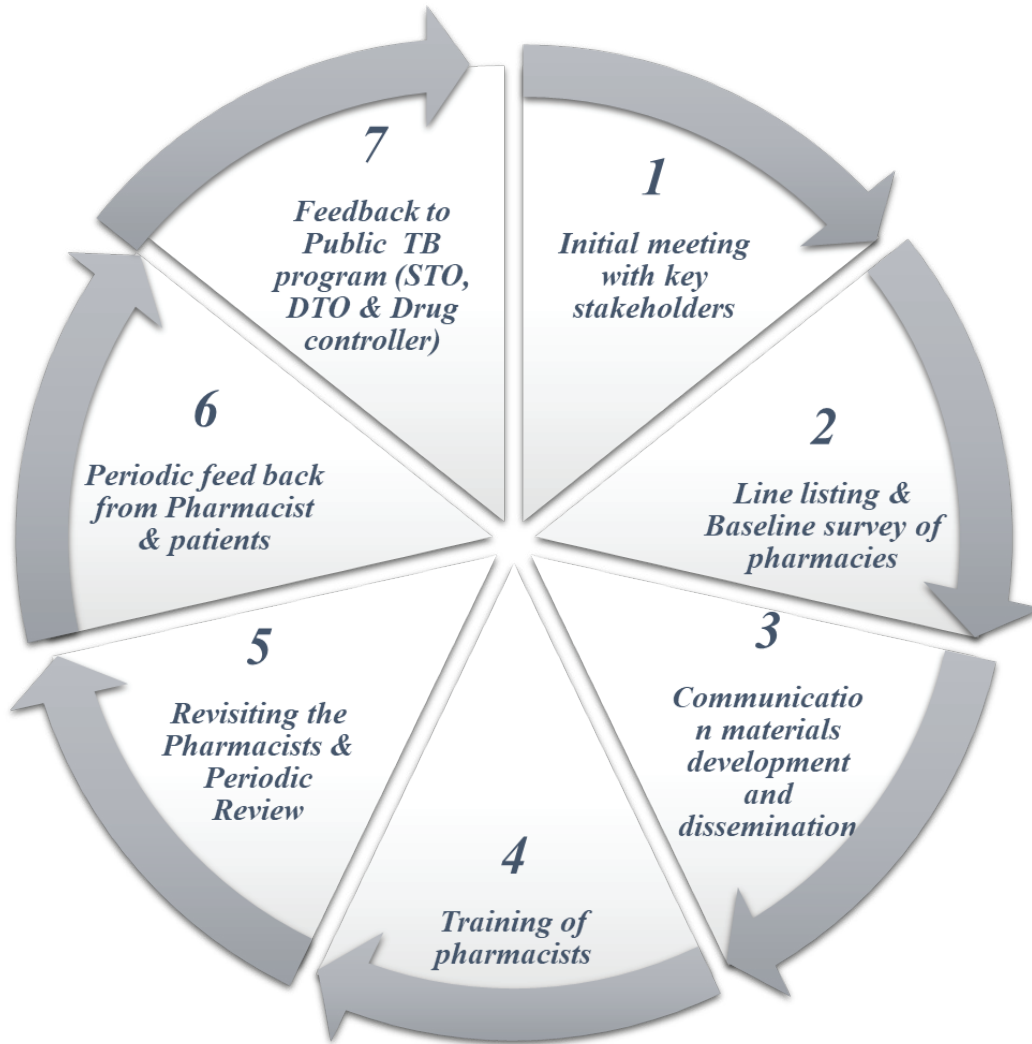 1
Initial meeting
with key
stakeholders
2
Line listing &
Baseline survey of
pharmacies
3
Communicatio
n materials
development
and
dissemination
4
Training of
pharmacists
5
Revisiting the
Pharmacists &
Periodic
Review
6
Periodic feed back
from Pharmacist
& patients
7
Feedback to
Public TB
program (STO,
DTO & Drug
controller)